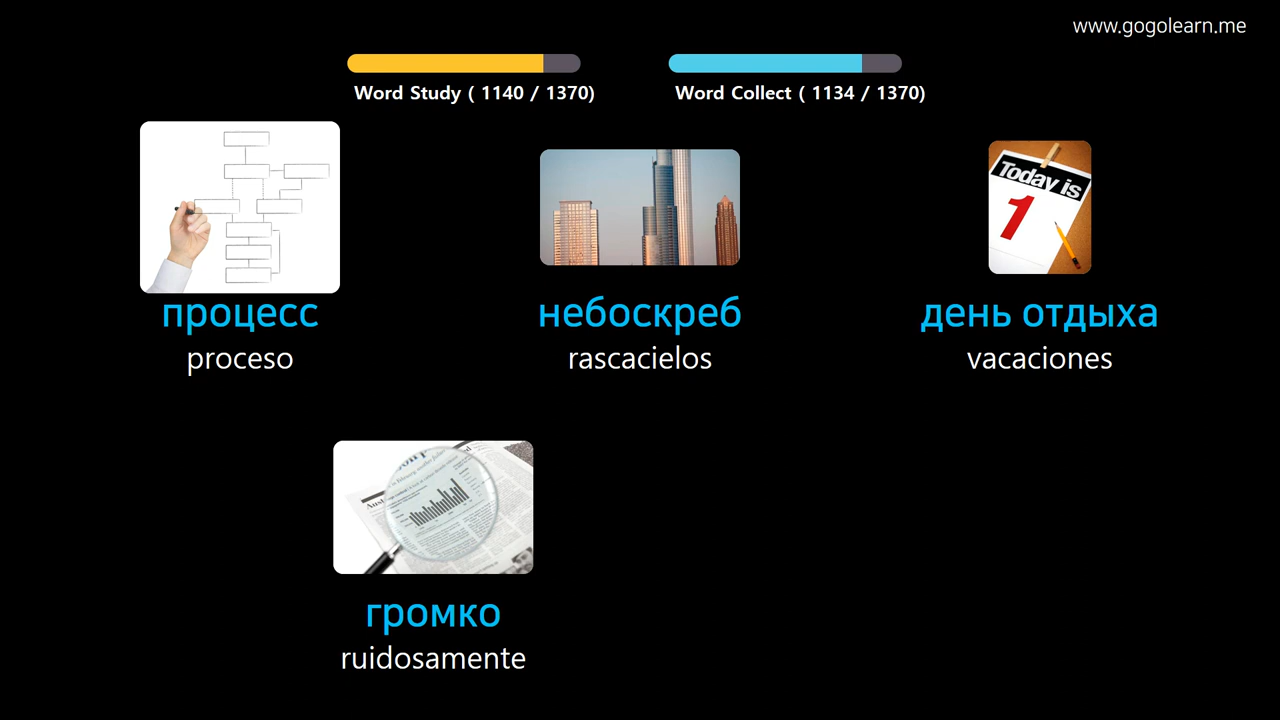 www.gogolearn.me
Word Study ( 1140 / 1370)
Word Collect ( 1134 / 1370)
Today is
1
процесс
proceso
небоскреб
rascacielos
день отдыха
vacaciones
громко
ruidosamente